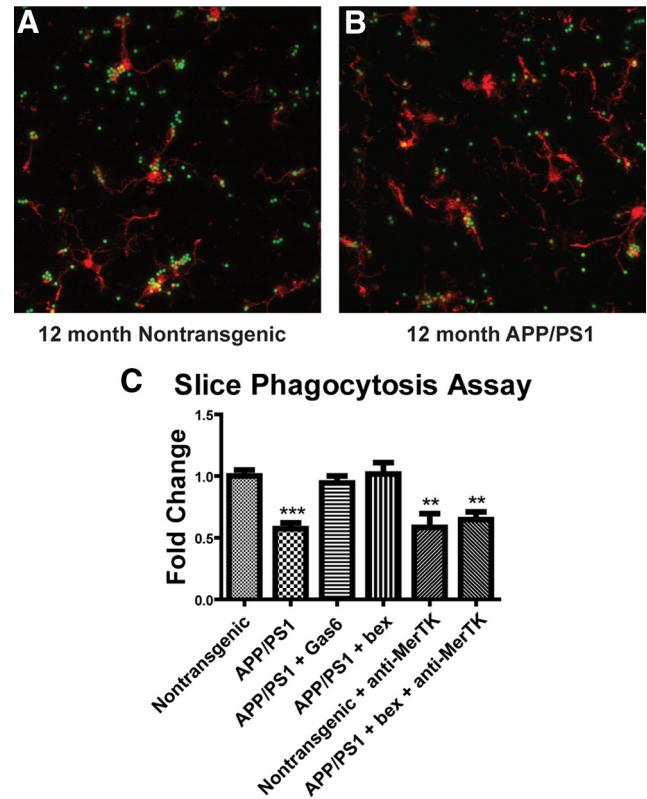 A
B
12 month Nontransgenic
12 month APP/PS1
C
Slice Phagocytosis Assay
Fold Change
1.5
1.0
0.5
0.0
***
**
**
Nontransgenic
APP/PS1
APP/PS1 + Gas6
APP/PS1 + bex
Nontransgenic + anti-MerTK
APP/PS1 + bex + anti-MerTK